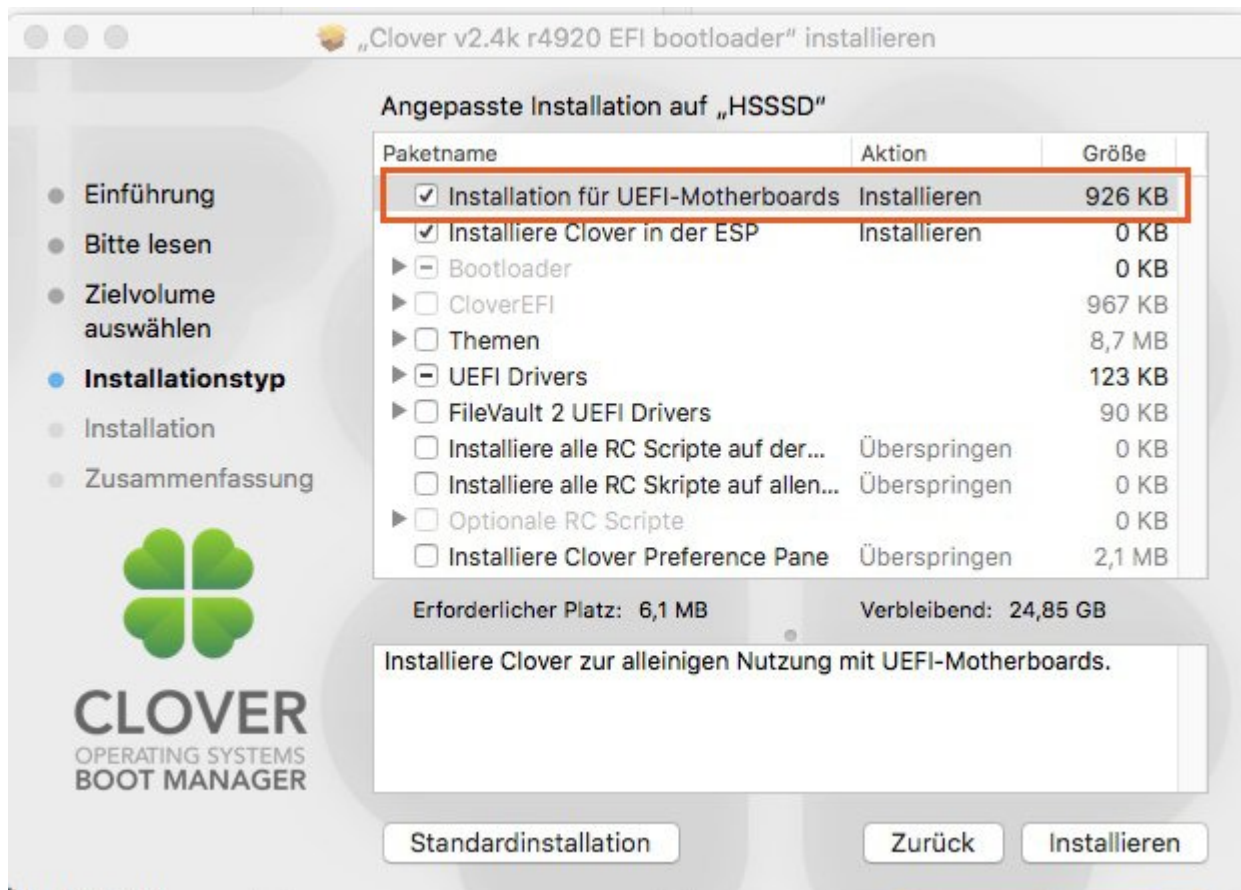 „Clover v2.4k r4920 EFI bootloader" installieren
Angepasste Installation auf „HSSSD"
Paketname Aktion Größe
Installation für UEFI-Motherboards Installieren 926 KB
Installiere Clover in der ESP Installieren 0 KB
Bootloader 0 KB
CloverEFI 967 KB
Themen 8,7 MB
UEFI Drivers 123 KB
FileVault 2 UEFI Drivers 90 KB
Installiere alle RC Scripte auf der... Überspringen 0 KB
Installiere alle RC Skripte auf allen... Überspringen 0 KB
Optionale RC Scripte 0 KB
Installiere Clover Preference Pane Überspringen 2,1 MB
Einführung
Bitte lesen
Zielvolume
auswählen
Installationstyp
Installation
Zusammenfassung
CLOVER
OPERATING SYSTEMS
BOOT MANAGER
Erforderlicher Platz: 6,1 MB Verbleibend: 24,85 GB
Installiere Clover zur alleinigen Nutzung mit UEFI-Motherboards.
Standardinstallation Zurück Installieren